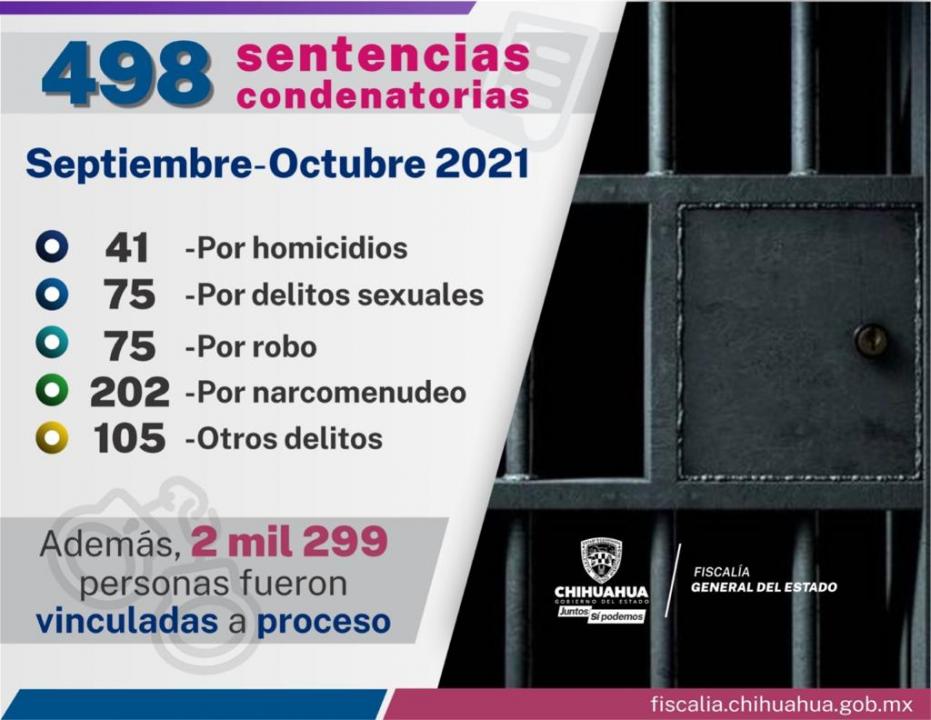 498 sentencias
condenatorias
Septiembre-Octubre 2021
41 -Por homicidios
75 -Por delitos sexuales
75 -Por robo
202 -Por narcomenudeo
105 -Otros delitos
Además, 2 mil 299
personas fueron
vinculadas a proceso
CHIHUAHUA
GOBIERNO DEL ESTADO
Juntos
Sí podemos
FISCALÍA
GENERAL DEL ESTADO
fiscalia.chihuahua.gob.mx